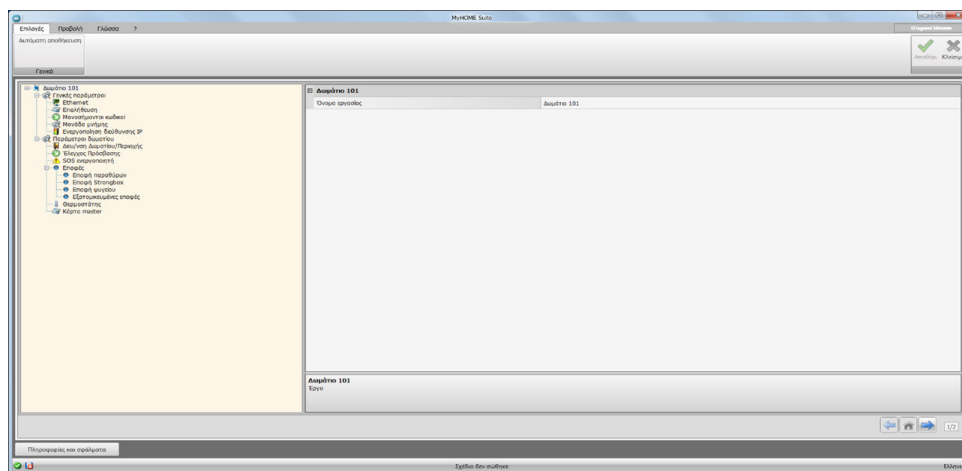 MyHOME Suite
Επιλογές Προβολή Γλώσσα ?
Αυτόματη αποθήκευση
Αποθήκ. Κλείσιμο
Γενικά
Δωμάτιο 101
Γενικές παράμετροι
Ethernet
Επαλήθευση
Μονοσήμαντοι κωδικοί
Μονάδα μνήμης
Ενεργοποίηση διεύθυνσης IP
Παράμετροι δωματίου
Διευ/νση Δωματίου/Περιοχής
Έλεγχος Πρόσβασης
SOS ενεργοποιητή
Επαφές
Επαφή παραθύρων
Επαφή Strongbox
Επαφή ψυγείου
Εξατομικευμένες επαφές
Θερμοστάτης
Κάρτα master
Δωμάτιο 101
Όνομα εργασίας Δωμάτιο 101
Δωμάτιο 101
Έργο
1/2
Πληροφορίες και σφάλματα
Σχέδιο δεν σώθηκε